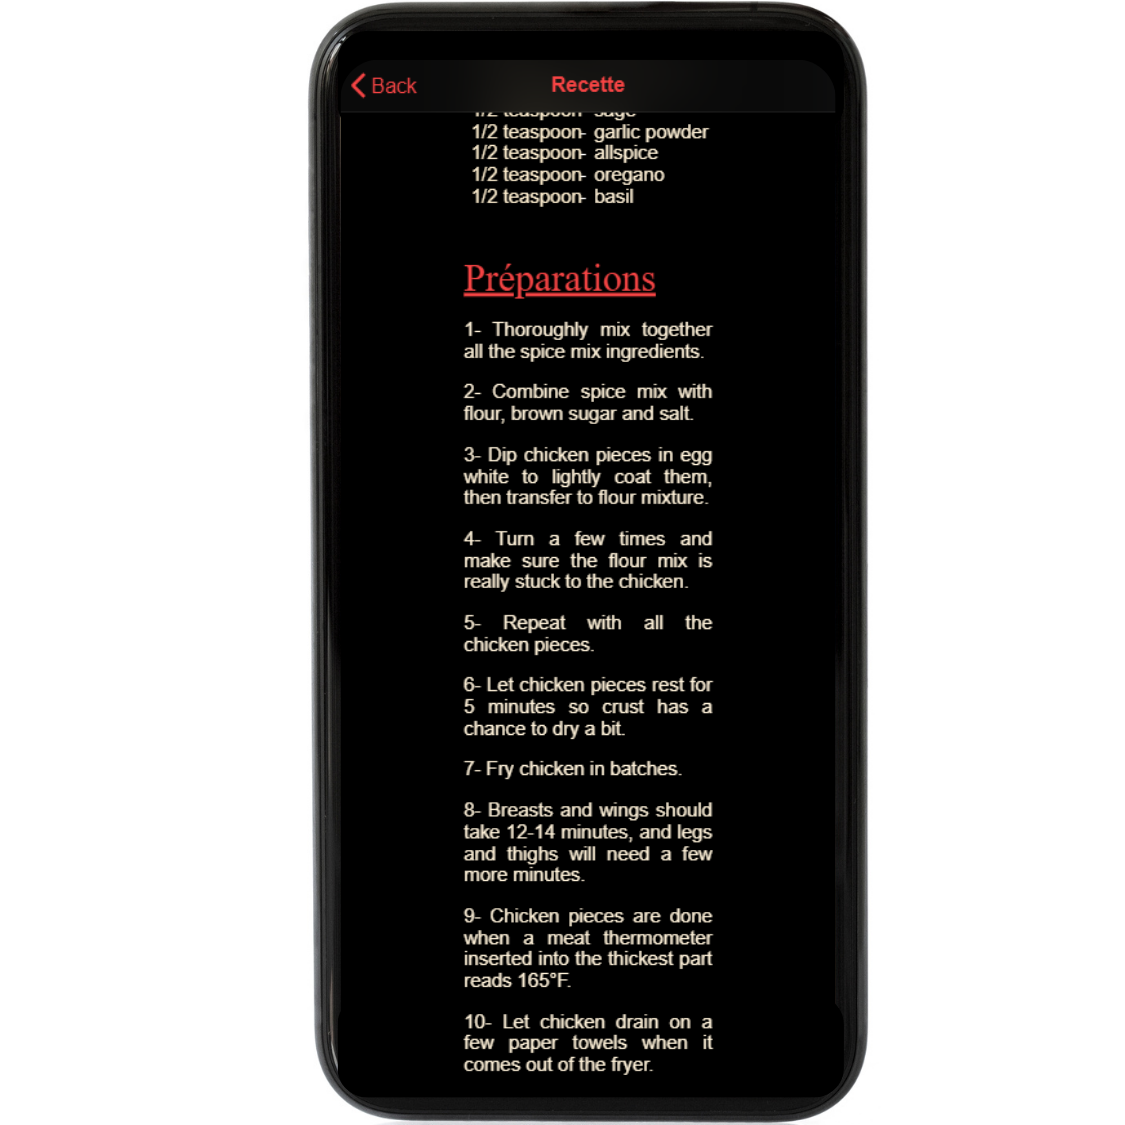 Back
Recette
1/2 teaspoon- sage
1/2 teaspoon- garlic powder
1/2 teaspoon- allspice
1/2 teaspoon- oregano
1/2 teaspoon- basil
Préparations
1- Thoroughly mix together
all the spice mix ingredients.
2- Combine spice mix with
flour, brown sugar and salt.
3- Dip chicken pieces in egg
white to lightly coat them,
then transfer to flour mixture.
4- Turn a few times and
make sure the flour mix is
really stuck to the chicken.
5- Repeat with all the
chicken pieces.
6- Let chicken pieces rest for
5 minutes so crust has a
chance to dry a bit.
7- Fry chicken in batches.
8- Breasts and wings should
take 12-14 minutes, and legs
and thighs will need a few
more minutes.
9- Chicken pieces are done
when a meat thermometer
inserted into the thickest part
reads 165°F.
10- Let chicken drain on a
few paper towels when it
comes out of the fryer.